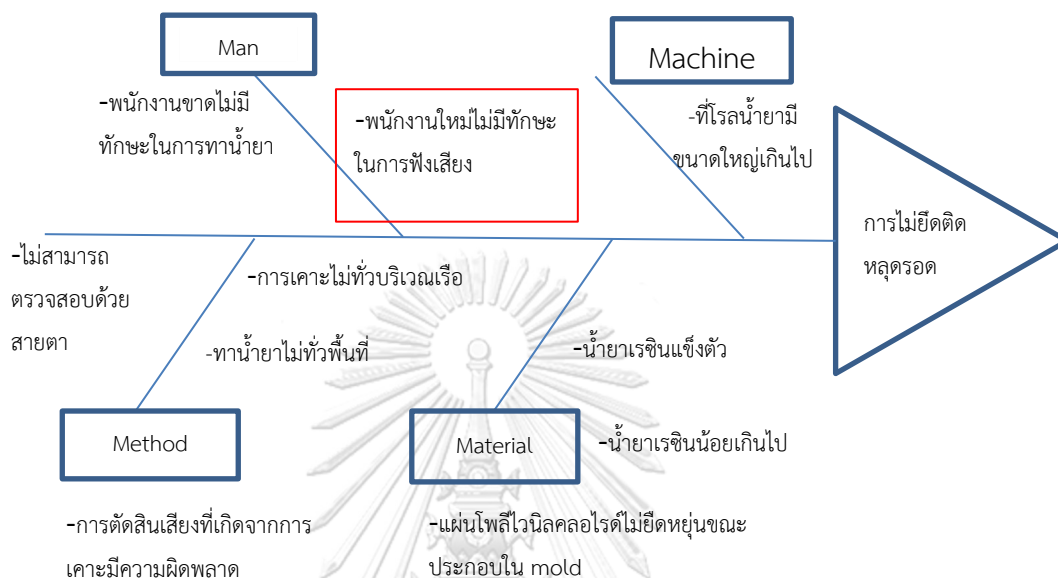 Man
Machine
-พนักงานขาดไม่มี
ทักษะในการทาน้ำยา
-พนักงานใหม่ไม่มีทักษะ
ในการฟังเสียง
-ที่โรลน้ำยามี
ขนาดใหญ่เกินไป
การไม่ยึดติด
หลุดรอด
-ไม่สามารถ
ตรวจสอบด้วย
สายตา
-การเคาะไม่ทั่วบริเวณเรือ
-ทาน้ำยาไม่ทั่วพื้นที่
-น้ำยาเรซินแข็งตัว
Method
Material
-น้ำยาเรซินน้อยเกินไป
-การตัดสินเสียงที่เกิดจากการ
เคาะมีความผิดพลาด
-แผ่นโพลีไวนิลคลอไรด์ไม่ยืดหยุ่นขณะ
ประกอบใน mold